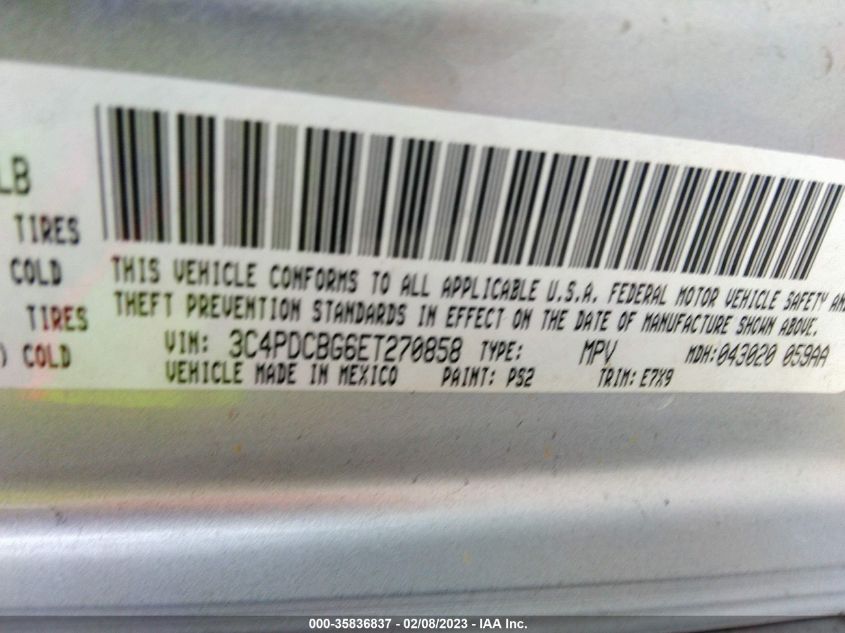 LB
TIRES
COLD
TIRES
) COLD
THIS VEHICLE CONFORMS TO ALL APPLICABLE U.S.A. FEDERAL MOTOR VEHICLE SAFETY AND
THEFT PREVENTION STANDARDS IN EFFECT ON THE DATE OF MANUFACTURE SHOWN ABOVE.
VIN: 3C4PDCBG6ET270858 TYPE: MPV MDH: 043020 059AA
VEHICLE MADE IN MEXICO PAINT: PS2 TRIM: E7X9
000-35836837 - 02/08/2023 - IAA Inc.